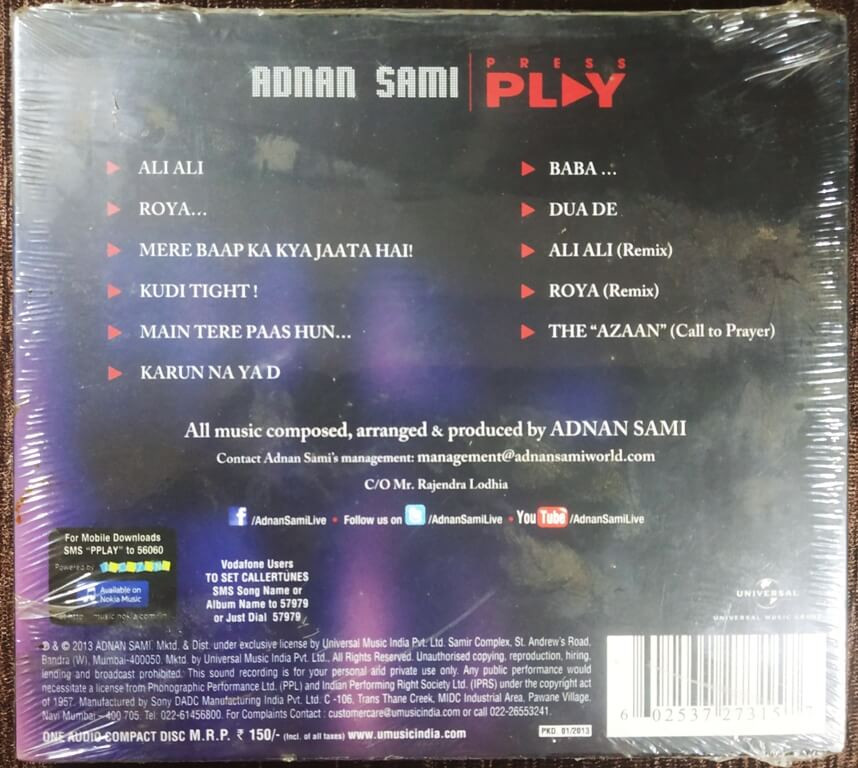 ADNAN SAMI
PRESS
PLAY
ALI ALI
ROYA...
MERE BAAP KA KYA JAATA HAI!
KUDI TIGHT !
MAIN TERE PAAS HUN...
KARUN NA YA D
BABA ...
DUA DE
ALI ALI (Remix)
ROYA (Remix)
THE “AZAAN” (Call to Prayer)
All music composed, arranged & produced by ADNAN SAMI
Contact Adnan Sami's management: management@adnansamiworld.com
C/O Mr. Rajendra Lodhia
f /AdnanSamiLive • Follow us on /AdnanSamiLive • You Tube /AdnanSamiLive
For Mobile Downloads
SMS "PPLAY" to 56060
Powered by
Available on
Nokia Music
music.nokia.com/in
Vodafone Users
TO SET CALLERTUNES
SMS Song Name or
Album Name to 57979
or Just Dial 57979
UNIVERSAL
UNIVERSAL MUSIC GROUP
℗ & © 2013 ADNAN SAMI. Mktd. & Dist. under exclusive license by Universal Music India Pvt. Ltd. Samir Complex, St. Andrew's Road,
Bandra (W), Mumbai-400050. Mktd. by Universal Music India Pvt. Ltd.. All Rights Reserved. Unauthorised copying, reproduction, hiring,
lending and broadcast prohibited. This sound recording is for your personal and private use only. Any public performance would
necessitate a license from Phonographic Performance Ltd. (PPL) and Indian Performing Right Society Ltd. (IPRS) under the copyright act
of 1957. Manufactured by Sony DADC Manufacturing India Pvt. Ltd. C -106, Trans Thane Creek, MIDC Industrial Area, Pawane Village,
Navi Mumbai - 400 705. Tel: 022-61456800. For Complaints Contact : customercare@umusicindia.com or call 022-26553241.
ONE AUDIO COMPACT DISC M.R.P. ₹ 150/- (Incl. of all taxes) www.umusicindia.com
PKD. 01/2013
6 02537 27315 7